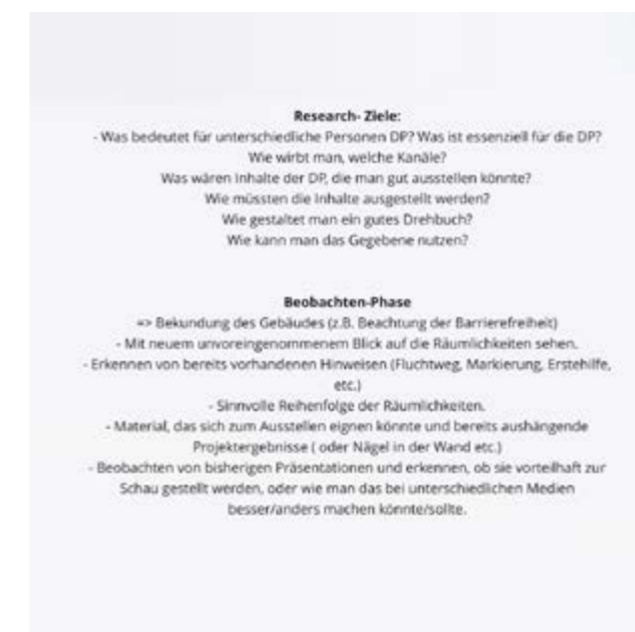 Research- Ziele:
- Was bedeutet für unterschiedliche Personen DP? Was ist essenziell für die DP?
Wie wirbt man, welche Kanäle?
Was wären Inhalte der DP, die man gut ausstellen könnte?
Wie müssten die Inhalte ausgestellt werden?
Wie gestaltet man ein gutes Drehbuch?
Wie kann man das Gegebene nutzen?
Beobachten-Phase
=> Bekundung des Gebäudes (z.B. Beachtung der Barrierefreiheit)
- Mit neuem unvoreingenommenem Blick auf die Räumlichkeiten sehen.
- Erkennen von bereits vorhandenen Hinweisen (Fluchtweg, Markierung, Erstehilfe,
etc.)
- Sinnvolle Reihenfolge der Räumlichkeiten.
- Material, das sich zum Ausstellen eignen könnte und bereits aushängende
Projektergebnisse ( oder Nägel in der Wand etc.)
- Beobachten von bisherigen Präsentationen und erkennen, ob sie vorteilhaft zur
Schau gestellt werden, oder wie man das bei unterschiedlichen Medien
besser/anders machen könnte/sollte.